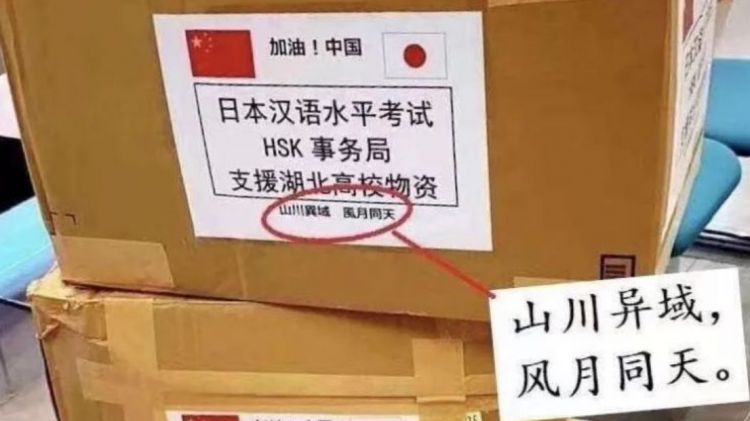 加油！中国
日本汉语水平考试
HSK 事务局
支援湖北高校物资
山川異域 風月同天
山川异域，
风月同天。